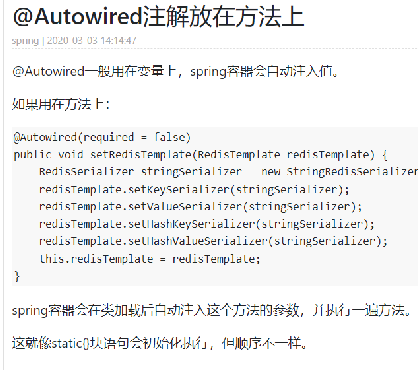 @Autowired注解放在方法上
spring | 2020-03-03 14:14:47
@Autowired一般用在变量上，spring容器会自动注入值。
如果用在方法上：
@Autowired(required = false)
public void setRedisTemplate(RedisTemplate redisTemplate) {
    RedisSerializer stringSerializer = new StringRedisSerializer
    redisTemplate.setKeySerializer(stringSerializer);
    redisTemplate.setValueSerializer(stringSerializer);
    redisTemplate.setHashKeySerializer(stringSerializer);
    redisTemplate.setHashValueSerializer(stringSerializer);
    this.redisTemplate = redisTemplate;
}
spring容器会在类加载后自动注入这个方法的参数，并执行一遍方法。
这就像static{}块语句会初始化执行，但顺序不一样。